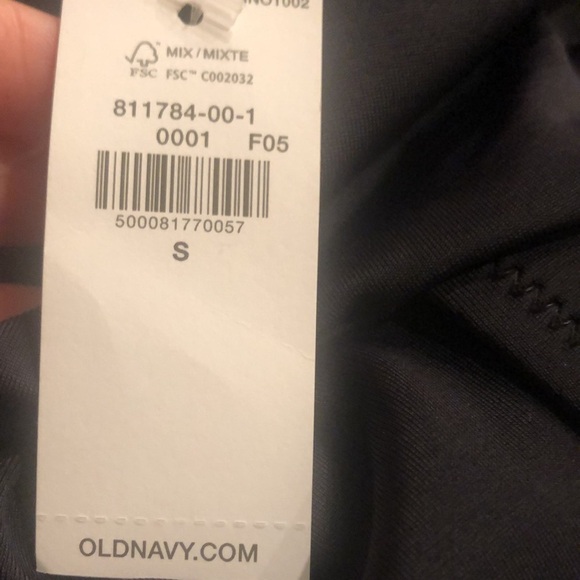 MIX / MIXTE
FSC FSC™ C002032
811784-00-1
0001 F05
500081770057
S
OLDNAVY.COM